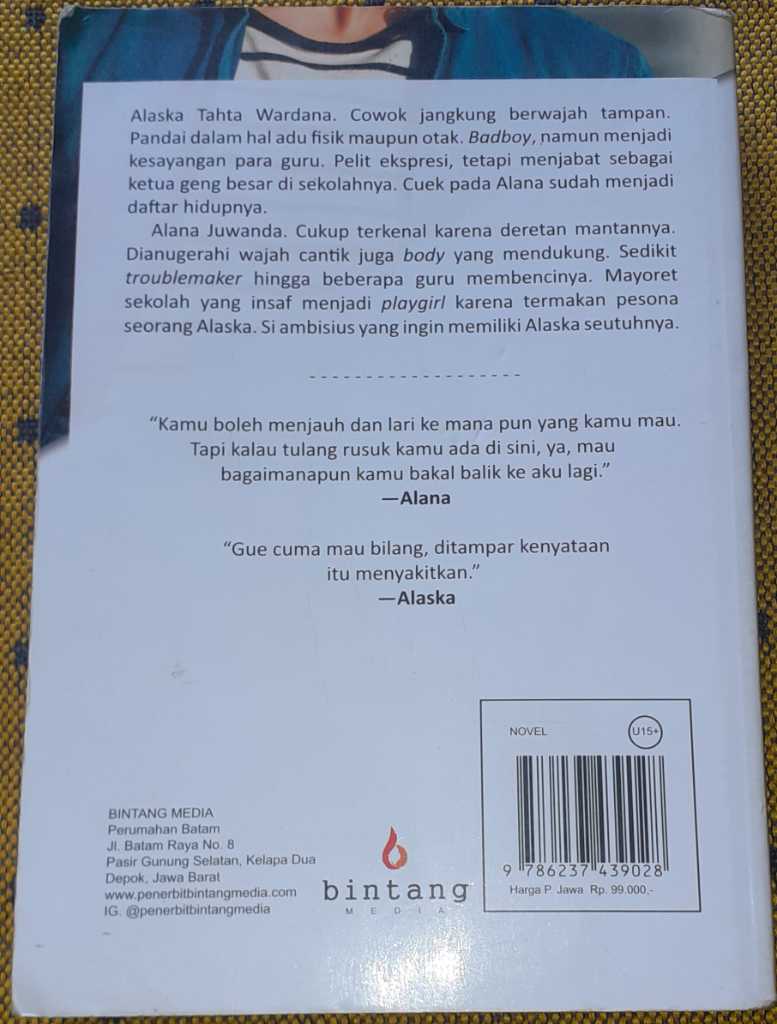 Alaska Tahta Wardana. Cowok jangkung berwajah tampan.
Pandai dalam hal adu fisik maupun otak. Badboy, namun menjadi
kesayangan para guru. Pelit ekspresi, tetapi menjabat sebagai
ketua geng besar di sekolahnya. Cuek pada Alana sudah menjadi
daftar hidupnya.
Alana Juwanda. Cukup terkenal karena deretan mantannya.
Dianugerahi wajah cantik juga body yang mendukung. Sedikit
troublemaker hingga beberapa guru membencinya. Mayoret
sekolah yang insaf menjadi playgirl karena termakan pesona
seorang Alaska. Si ambisius yang ingin memiliki Alaska seutuhnya.
“Kamu boleh menjauh dan lari ke mana pun yang kamu mau.
Tapi kalau tulang rusuk kamu ada di sini, ya, mau
bagaimanapun kamu bakal balik ke aku lagi.”
—Alana
“Gue cuma mau bilang, ditampar kenyataan
itu menyakitkan.”
—Alaska
BINTANG MEDIA
Perumahan Batam
Jl. Batam Raya No. 8
Pasir Gunung Selatan, Kelapa Dua
Depok, Jawa Barat
www.penerbitbintangmedia.com
IG. @penerbitbintangmedia
bintang
MEDIA
NOVEL
U15+
9 786237 439028
Harga P. Jawa Rp. 99.000,-